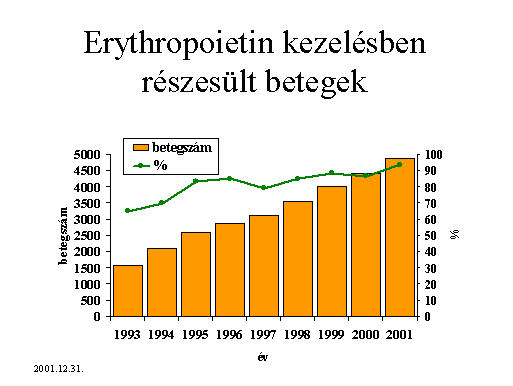 Erythropoietin kezelésben
részesült betegek
betegszám
%
5000 100
4500 90
4000 80
3500 70
3000 60
2500 50
2000 40
1500 30
1000 20
500 10
0 0
betegszám
%
1993 1994 1995 1996 1997 1998 1999 2000 2001
év
2001.12.31.